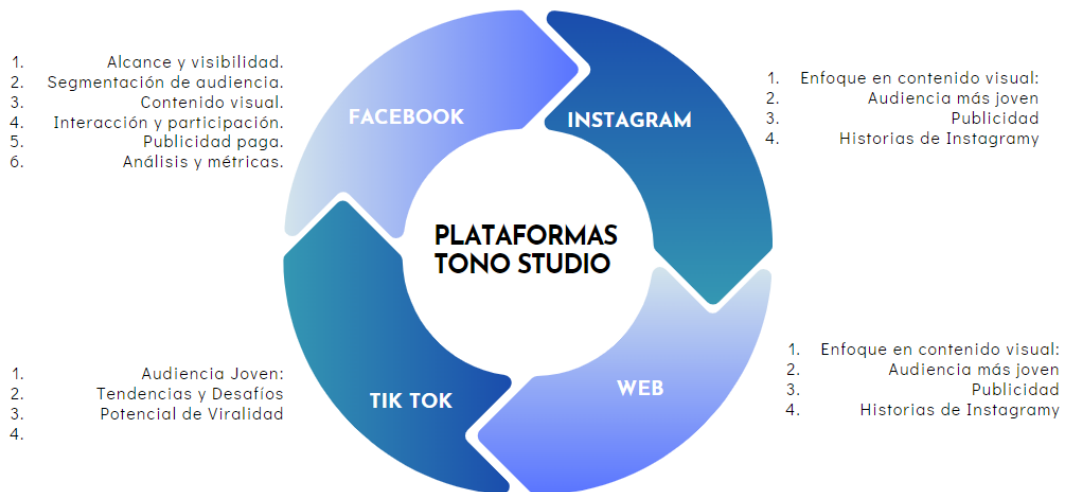 1. Alcance y visibilidad.
2. Segmentación de audiencia.
3. Contenido visual.
4. Interacción y participación.
5. Publicidad paga.
6. Análisis y métricas.
FACEBOOK
INSTAGRAM
1. Enfoque en contenido visual:
2. Audiencia más joven
3. Publicidad
4. Historias de Instagramy
PLATAFORMAS
TONO STUDIO
1. Audiencia Joven:
2. Tendencias y Desafíos
3. Potencial de Viralidad
4.
TIK TOK
WEB
1. Enfoque en contenido visual:
2. Audiencia más joven
3. Publicidad
4. Historias de Instagramy